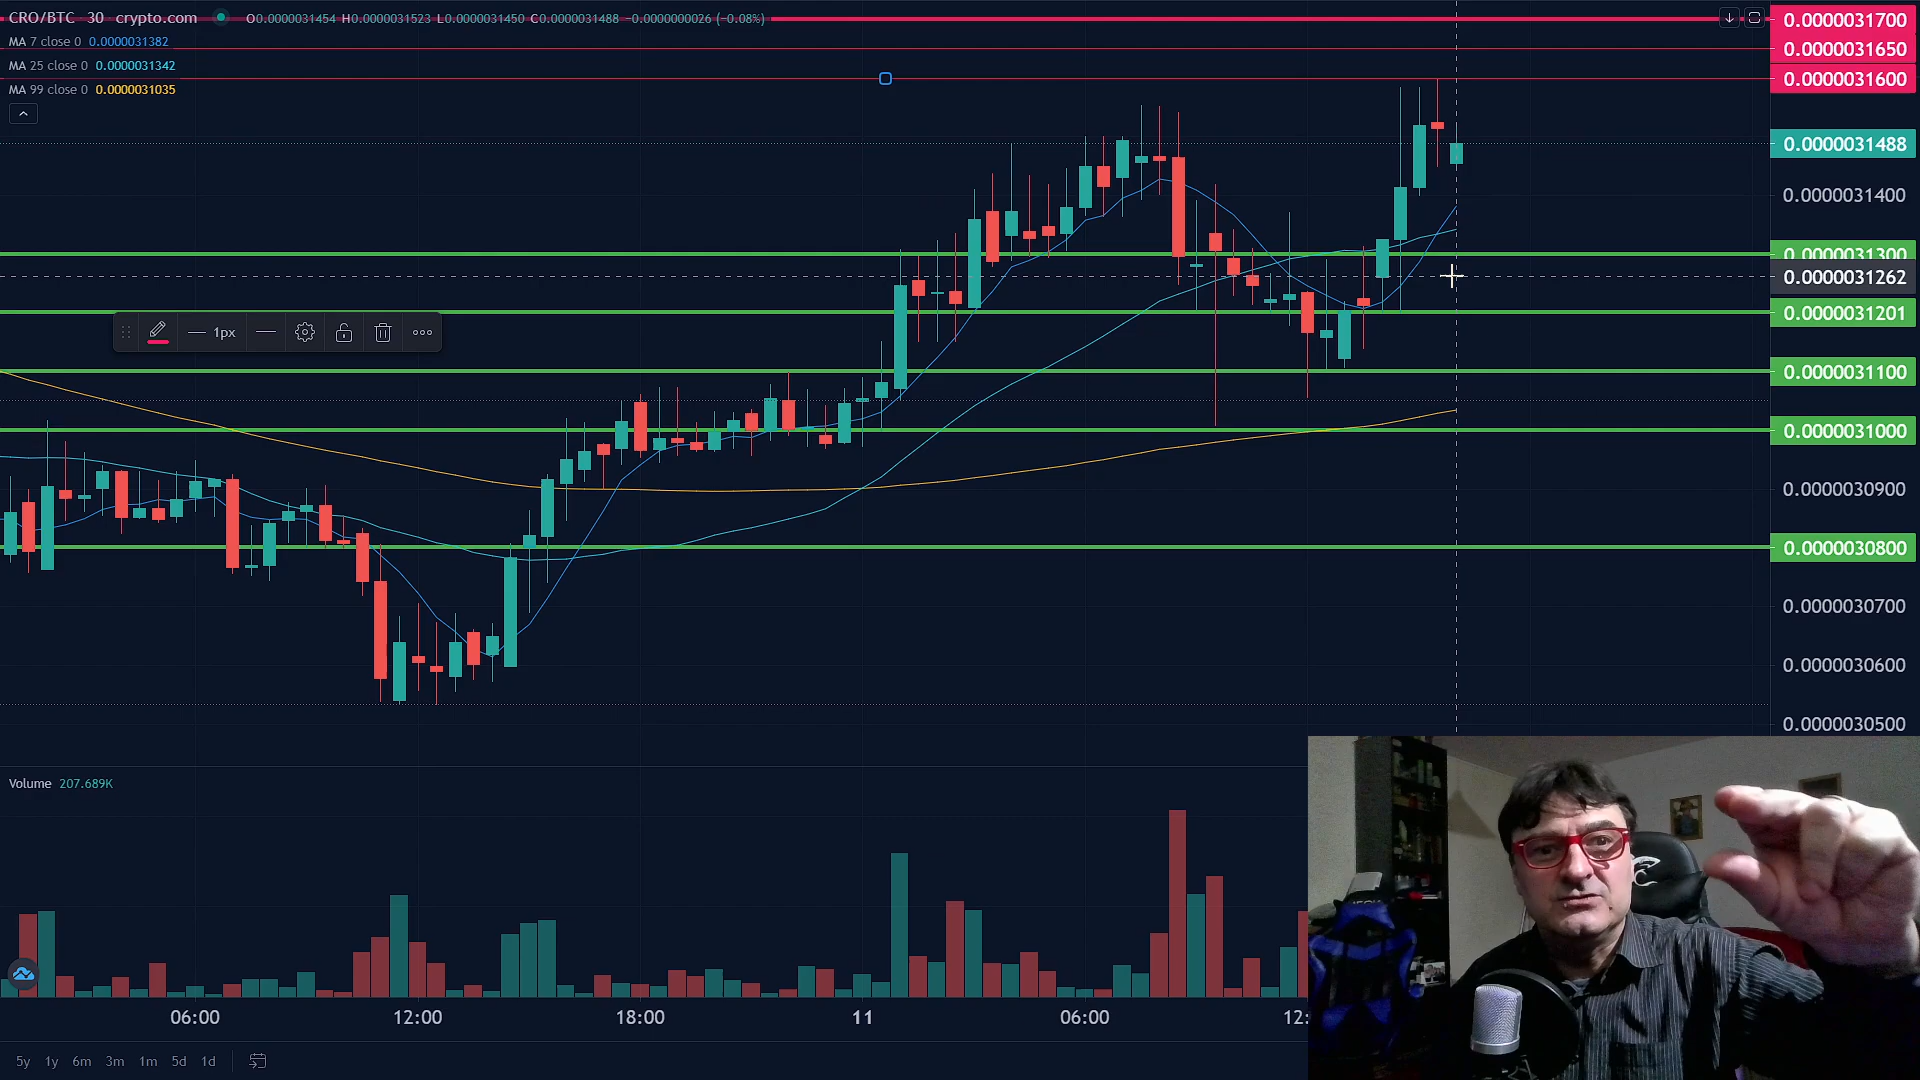 CRO/BTC 30 crypto.com O0.0000031454 H0.0000031523 L0.0000031450 C0.0000031488 −0.0000000026 (−0.08%)
MA 7 close 0 0.0000031382
MA 25 close 0 0.0000031342
MA 99 close 0 0.0000031035
0.0000031700
0.0000031650
0.0000031600
0.0000031488
0.0000031400
0.0000031300
0.0000031262
0.0000031201
1px
0.0000031100
0.0000031000
0.0000030900
0.0000030800
0.0000030700
0.0000030600
0.0000030500
Volume 207.689K
06:00 12:00 18:00 11 06:00 12:
5y 1y 6m 3m 1m 5d 1d